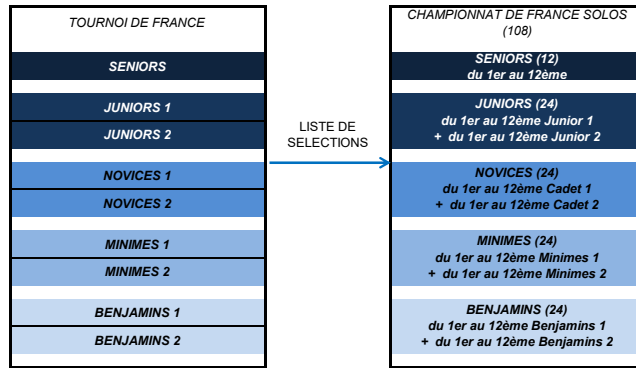 TOURNOI DE FRANCE
SENIORS
JUNIORS 1
JUNIORS 2
NOVICES 1
NOVICES 2
MINIMES 1
MINIMES 2
BENJAMINS 1
BENJAMINS 2
LISTE DE
SELECTIONS
CHAMPIONNAT DE FRANCE SOLOS
(108)
SENIORS (12)
du 1er au 12ème
JUNIORS (24)
du 1er au 12ème Junior 1
+ du 1er au 12ème Junior 2
NOVICES (24)
du 1er au 12ème Cadet 1
+ du 1er au 12ème Cadet 2
MINIMES (24)
du 1er au 12ème Minimes 1
+ du 1er au 12ème Minimes 2
BENJAMINS (24)
du 1er au 12ème Benjamins 1
+ du 1er au 12ème Benjamins 2